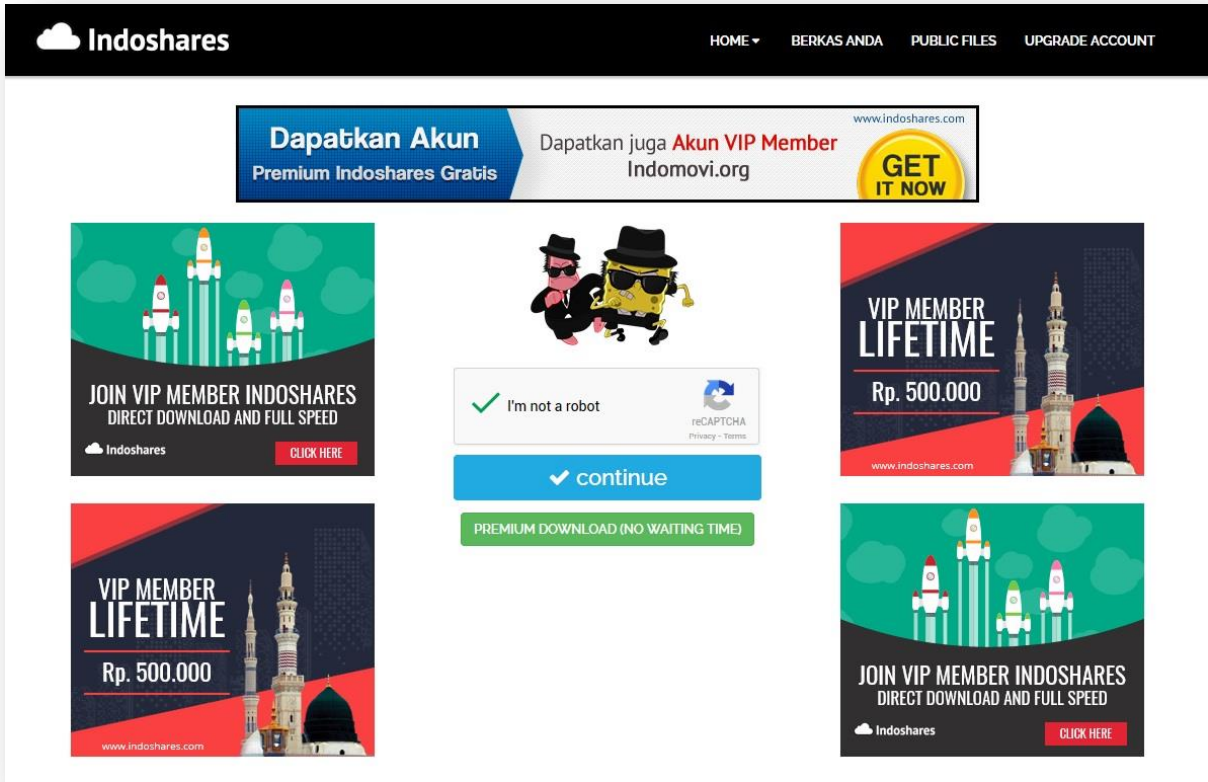 Indoshares
HOME
BERKAS ANDA
PUBLIC FILES
UPGRADE ACCOUNT
Dapatkan Akun
Premium Indoshares Gratis
Dapatkan juga Akun VIP Member
Indomovi.org
www.indoshares.com
GET
IT NOW
JOIN VIP MEMBER INDOSHARES
DIRECT DOWNLOAD AND FULL SPEED
Indoshares
CLICK HERE
I'm not a robot
reCAPTCHA
Privacy - Terms
continue
PREMIUM DOWNLOAD (NO WAITING TIME)
VIP MEMBER
LIFETIME
Rp. 500.000
www.indoshares.com
VIP MEMBER
LIFETIME
Rp. 500.000
www.indoshares.com
JOIN VIP MEMBER INDOSHARES
DIRECT DOWNLOAD AND FULL SPEED
Indoshares
CLICK HERE